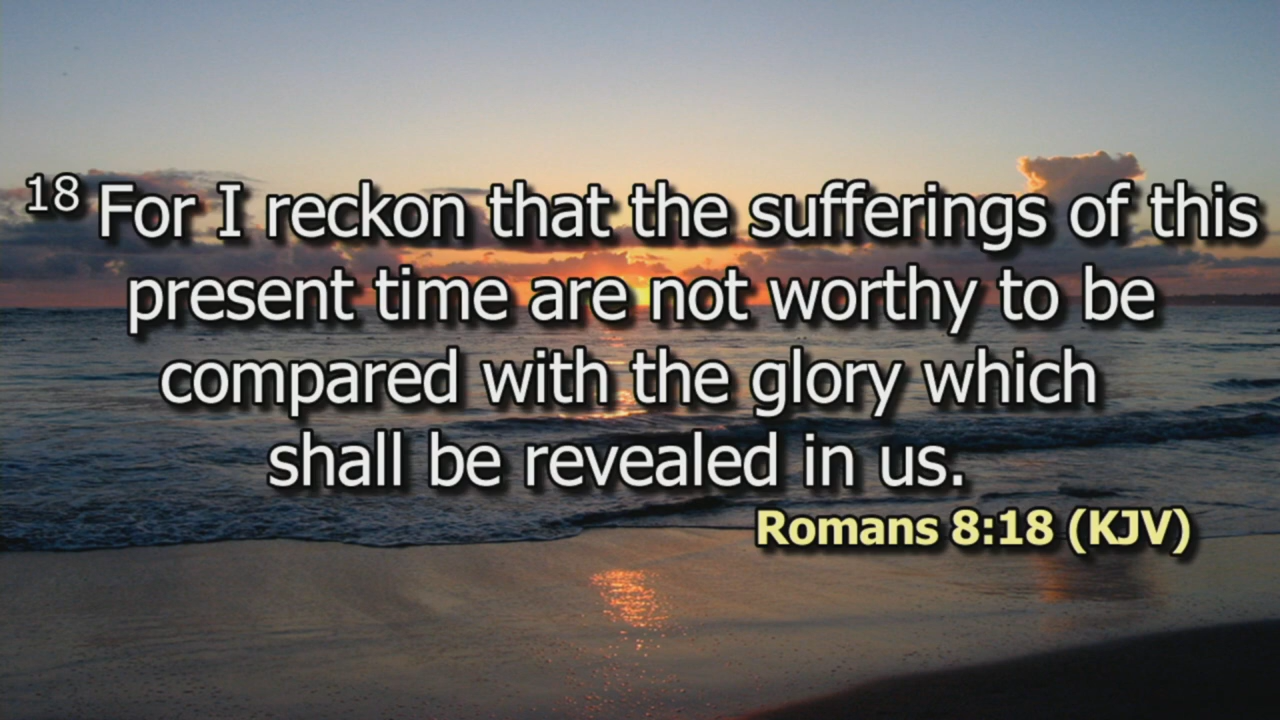 18 For I reckon that the sufferings of this
present time are not worthy to be
compared with the glory which
shall be revealed in us.
Romans 8:18 (KJV)